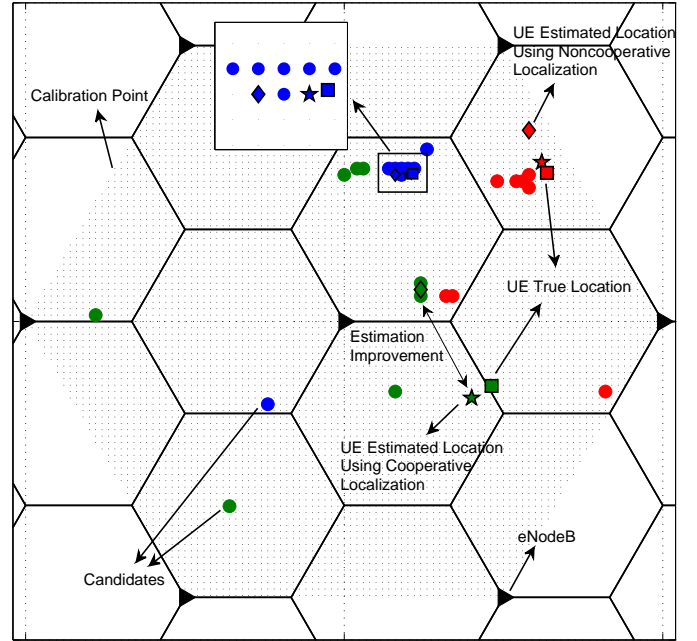 UE Estimated Location
Using Noncooperative
Localization
Calibration Point
UE True Location
Estimation
Improvement
UE Estimated Location
Using Cooperative
Localization
eNodeB
Candidates